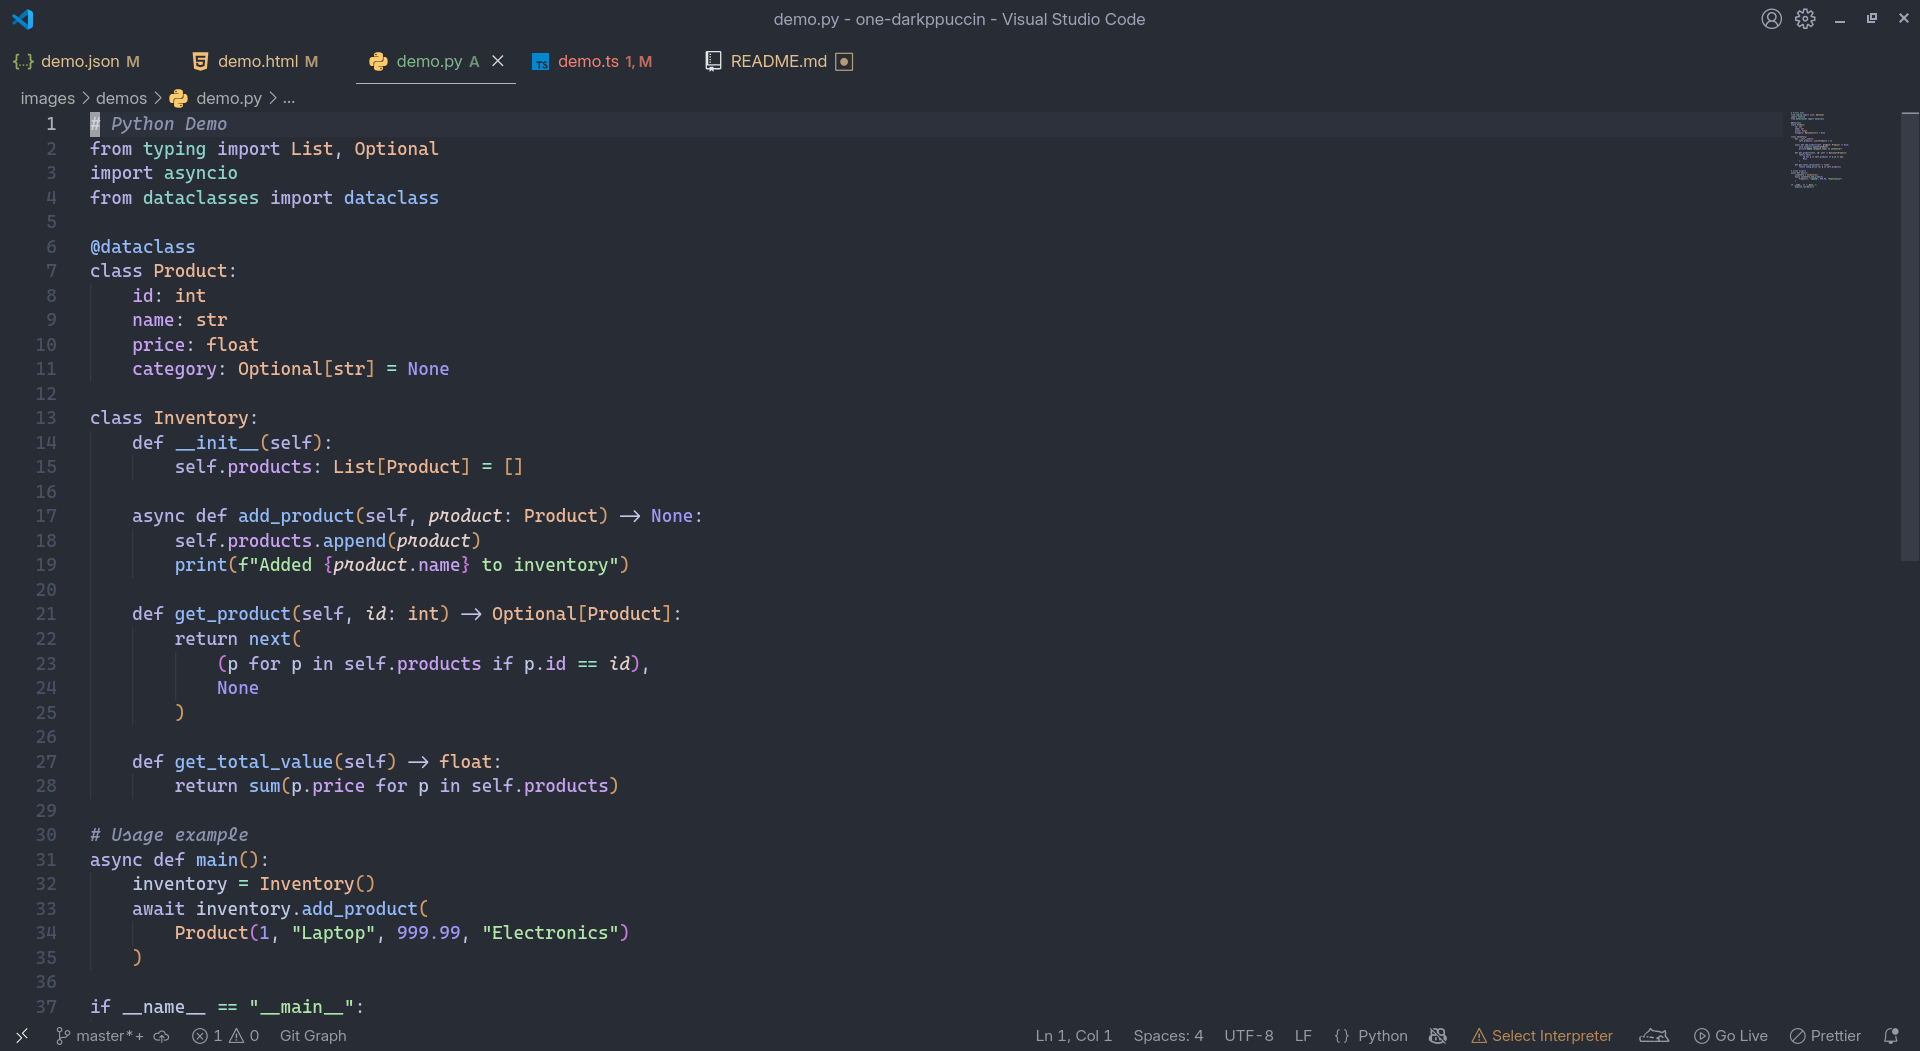 demo.py - one-darkppuccin - Visual Studio Code
{..} demo.json M demo.html M demo.py A TS demo.ts 1, M README.md
images > demos > demo.py > ...
1 # Python Demo
2 from typing import List, Optional
3 import asyncio
4 from dataclasses import dataclass
5
6 @dataclass
7 class Product:
8     id: int
9     name: str
10     price: float
11     category: Optional[str] = None
12
13 class Inventory:
14     def __init__(self):
15         self.products: List[Product] = []
16
17     async def add_product(self, product: Product) -> None:
18         self.products.append(product)
19         print(f"Added {product.name} to inventory")
20
21     def get_product(self, id: int) -> Optional[Product]:
22         return next(
23             (p for p in self.products if p.id == id),
24             None
25         )
26
27     def get_total_value(self) -> float:
28         return sum(p.price for p in self.products)
29
30 # Usage example
31 async def main():
32     inventory = Inventory()
33     await inventory.add_product(
34         Product(1, "Laptop", 999.99, "Electronics")
35     )
36
37 if __name__ == "__main__":
master*+ 1 0 Git Graph Ln 1, Col 1 Spaces: 4 UTF-8 LF {} Python Select Interpreter Go Live Prettier